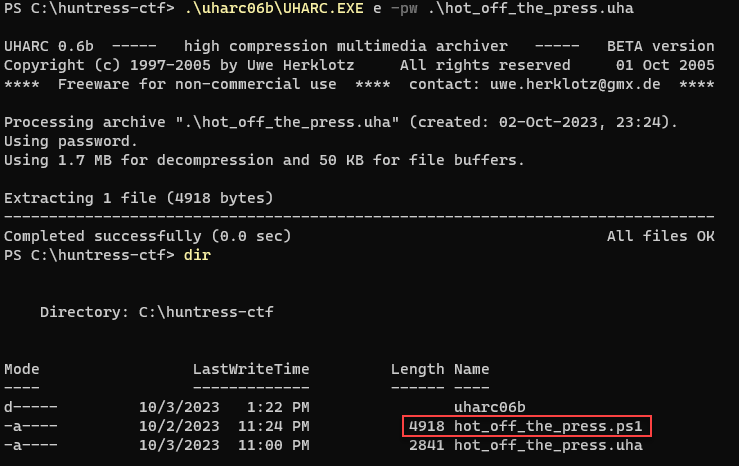 PS C:\huntress-ctf> .\uharc06b\UHARC.EXE e -pw .\hot_off_the_press.uha
UHARC 0.6b  -----   high compression multimedia archiver   -----   BETA version
Copyright (c) 1997-2005 by Uwe Herklotz     All rights reserved     01 Oct 2005
****  Freeware for non-commercial use  ****  contact: uwe.herklotz@gmx.de  ****
Processing archive ".\hot_off_the_press.uha" (created: 02-Oct-2023, 23:24).
Using password.
Using 1.7 MB for decompression and 50 KB for file buffers.
Extracting 1 file (4918 bytes)
-------------------------------------------------------------------------------
Completed successfully (0.0 sec)                                   All files OK
PS C:\huntress-ctf> dir
    Directory: C:\huntress-ctf
Mode                 LastWriteTime         Length Name
----                 -------------         ------ ----
d-----         10/3/2023   1:22 PM                uharc06b
-a----         10/2/2023  11:24 PM           4918 hot_off_the_press.ps1
-a----         10/3/2023  11:00 PM           2841 hot_off_the_press.uha